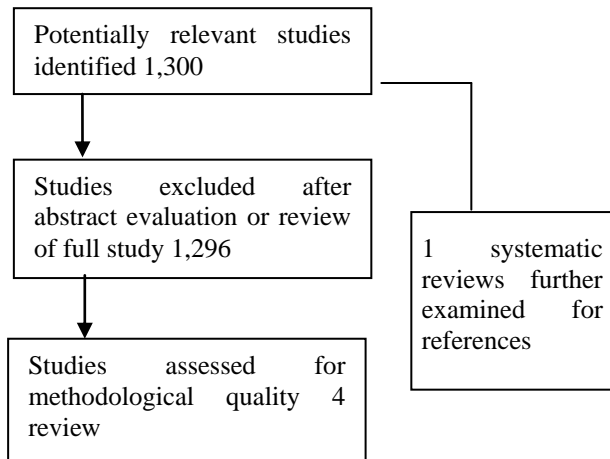 Potentially relevant studies
identified 1,300
Studies excluded after
abstract evaluation or review
of full study 1,296
1 systematic
reviews further
examined for
references
Studies assessed for
methodological quality 4
review